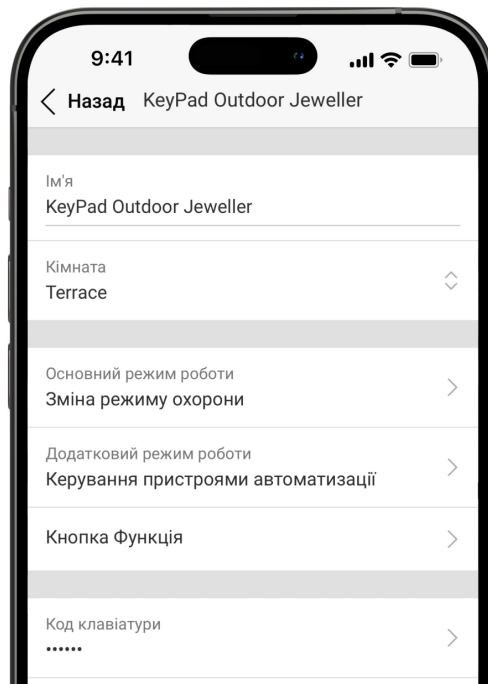 9:41
Назад KeyPad Outdoor Jeweller
Ім'я
KeyPad Outdoor Jeweller
Кімната
Terrace
Основний режим роботи
Зміна режиму охорони
Додатковий режим роботи
Керування пристроями автоматизації
Кнопка Функція
Код клавіатури
••••••